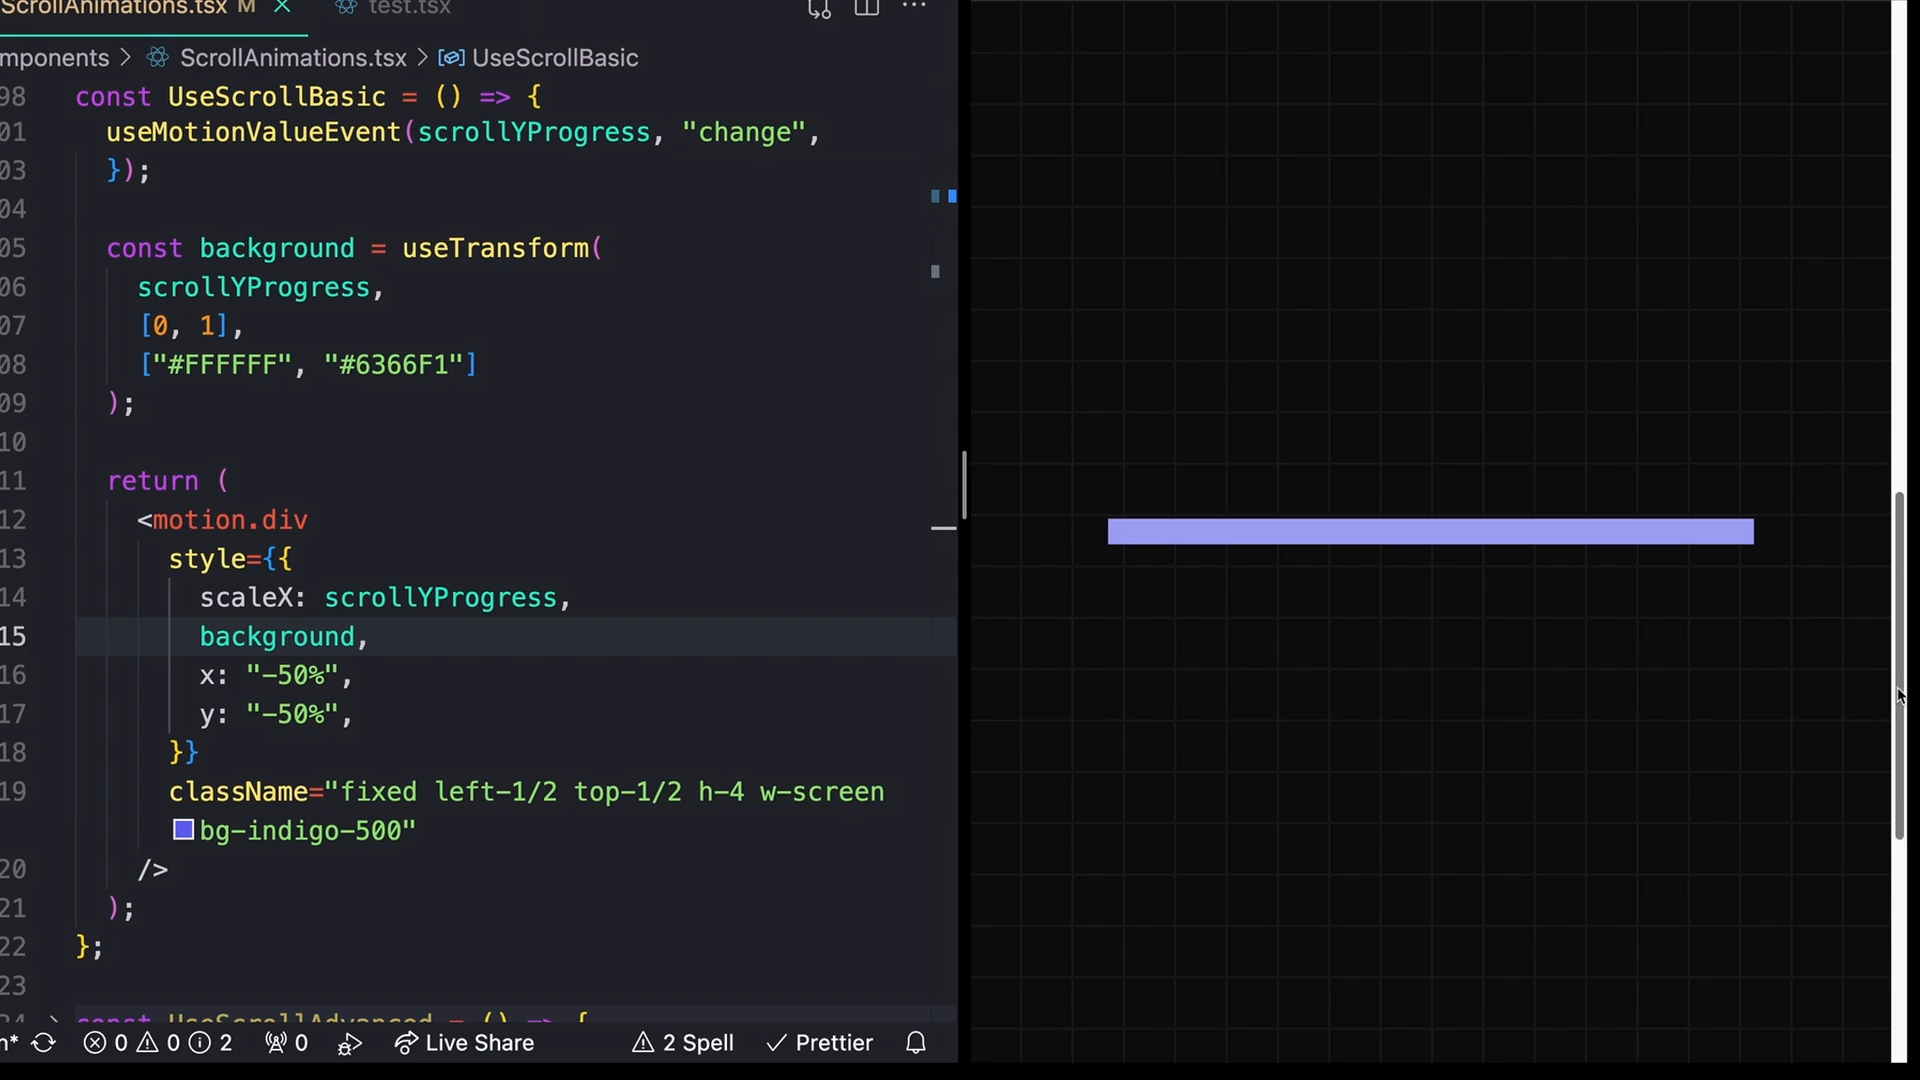 ScrollAnimations.tsx M
test.tsx
mponents > ScrollAnimations.tsx > UseScrollBasic
98 const UseScrollBasic = () => {
01 useMotionValueEvent(scrollYProgress, "change",
03 });
04
05 const background = useTransform(
06 scrollYProgress,
07 [0, 1],
08 ["#FFFFFF", "#6366F1"]
09 );
10
11 return (
12 <motion.div
13 style={{
14 scaleX: scrollYProgress,
15 background,
16 x: "-50%",
17 y: "-50%",
18 }}
19 className="fixed left-1/2 top-1/2 h-4 w-screen
bg-indigo-500"
20 />
21 );
22 };
23
24 > const UseScrollAdvanced = () => {
n* 0 0 2 0 Live Share 2 Spell Prettier